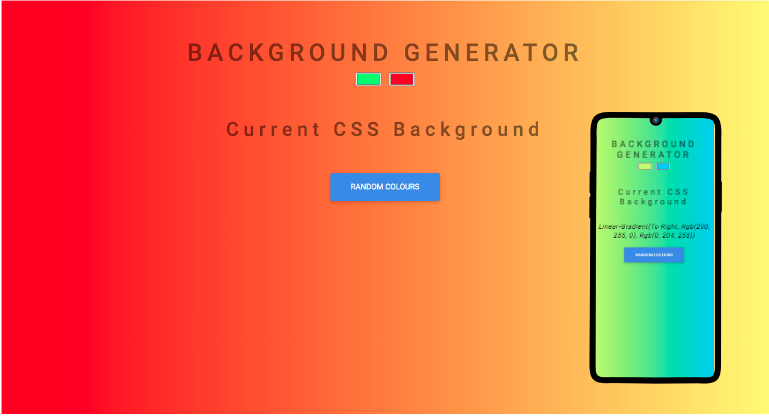 BACKGROUND GENERATOR
Current CSS Background
RANDOM COLOURS
BACKGROUND
GENERATOR
Current CSS
Background
Linear-Gradient(To Right, Rgb(200,
255, 0), Rgb(0, 204, 255))
RANDOM COLOURS